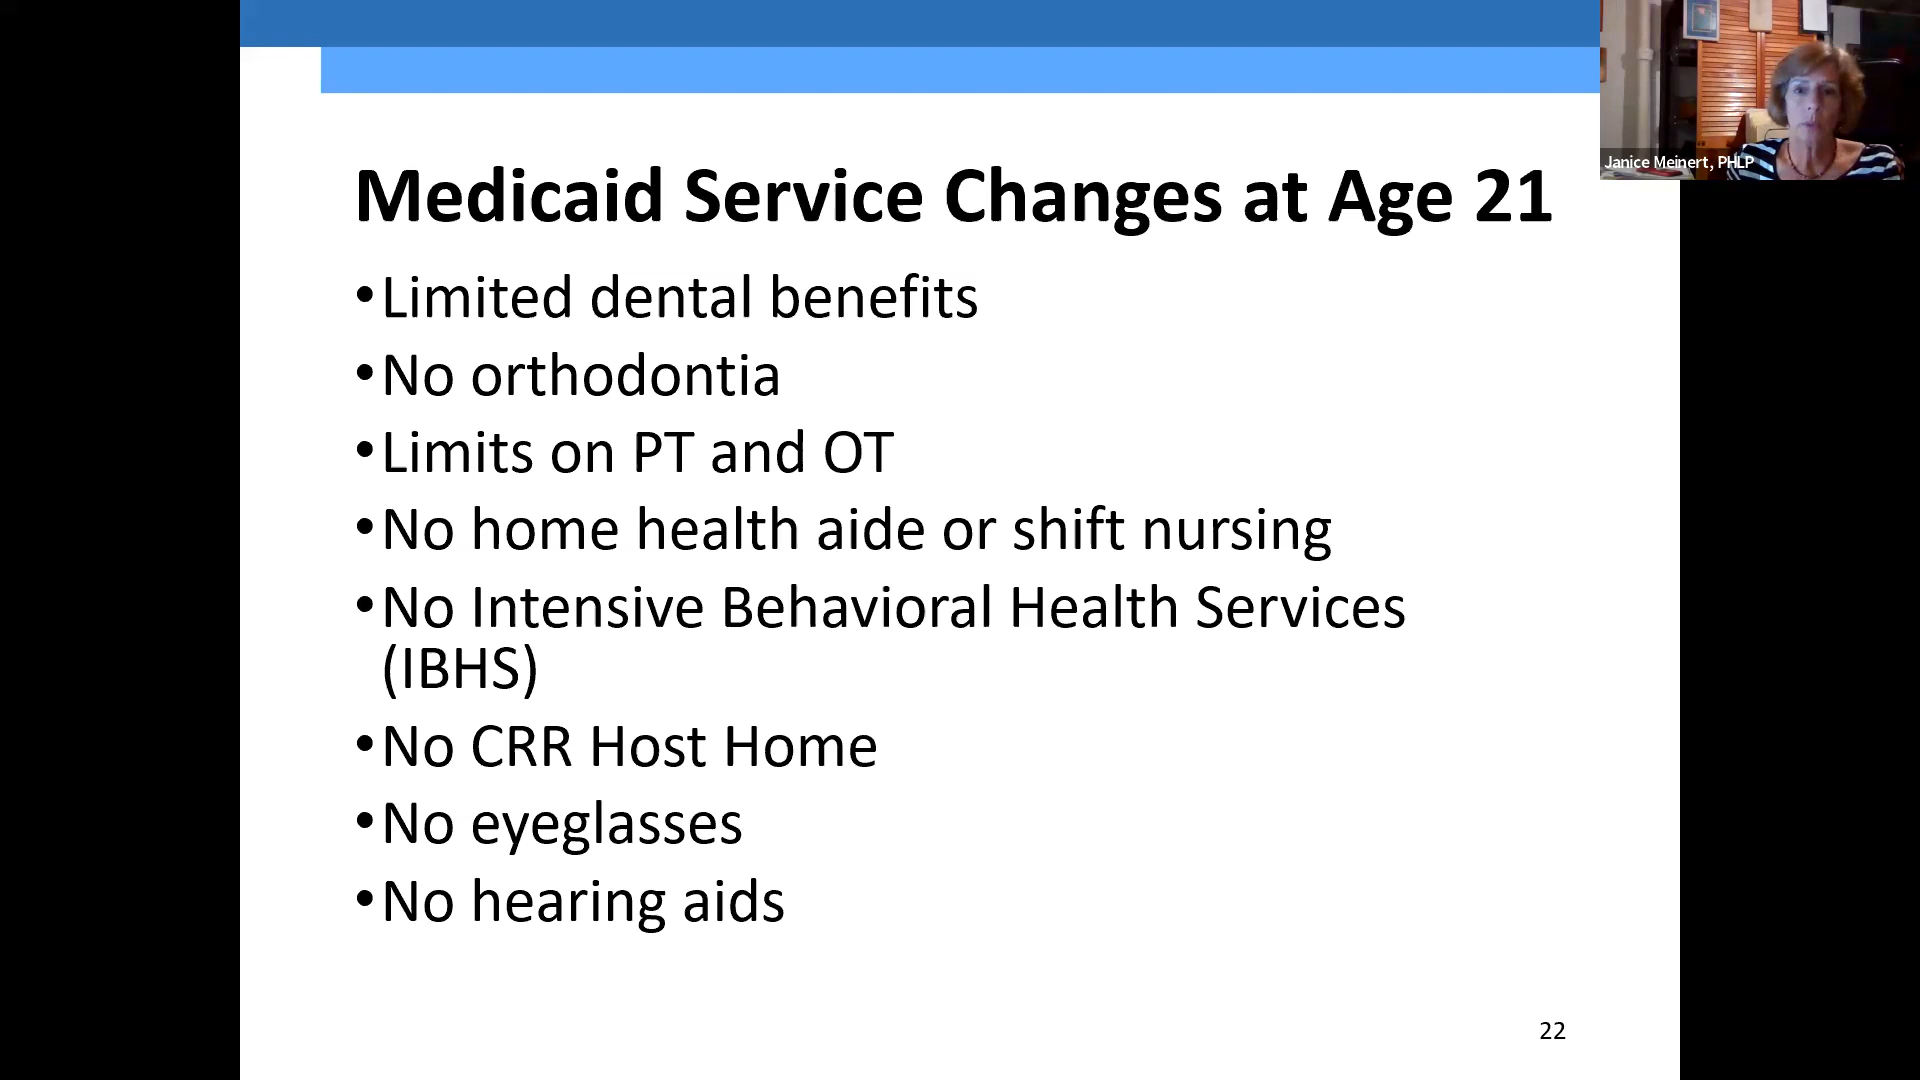 Janice Meinert, PHLP
Medicaid Service Changes at Age 21
•Limited dental benefits
•No orthodontia
•Limits on PT and OT
•No home health aide or shift nursing
•No Intensive Behavioral Health Services
(IBHS)
•No CRR Host Home
•No eyeglasses
•No hearing aids
22